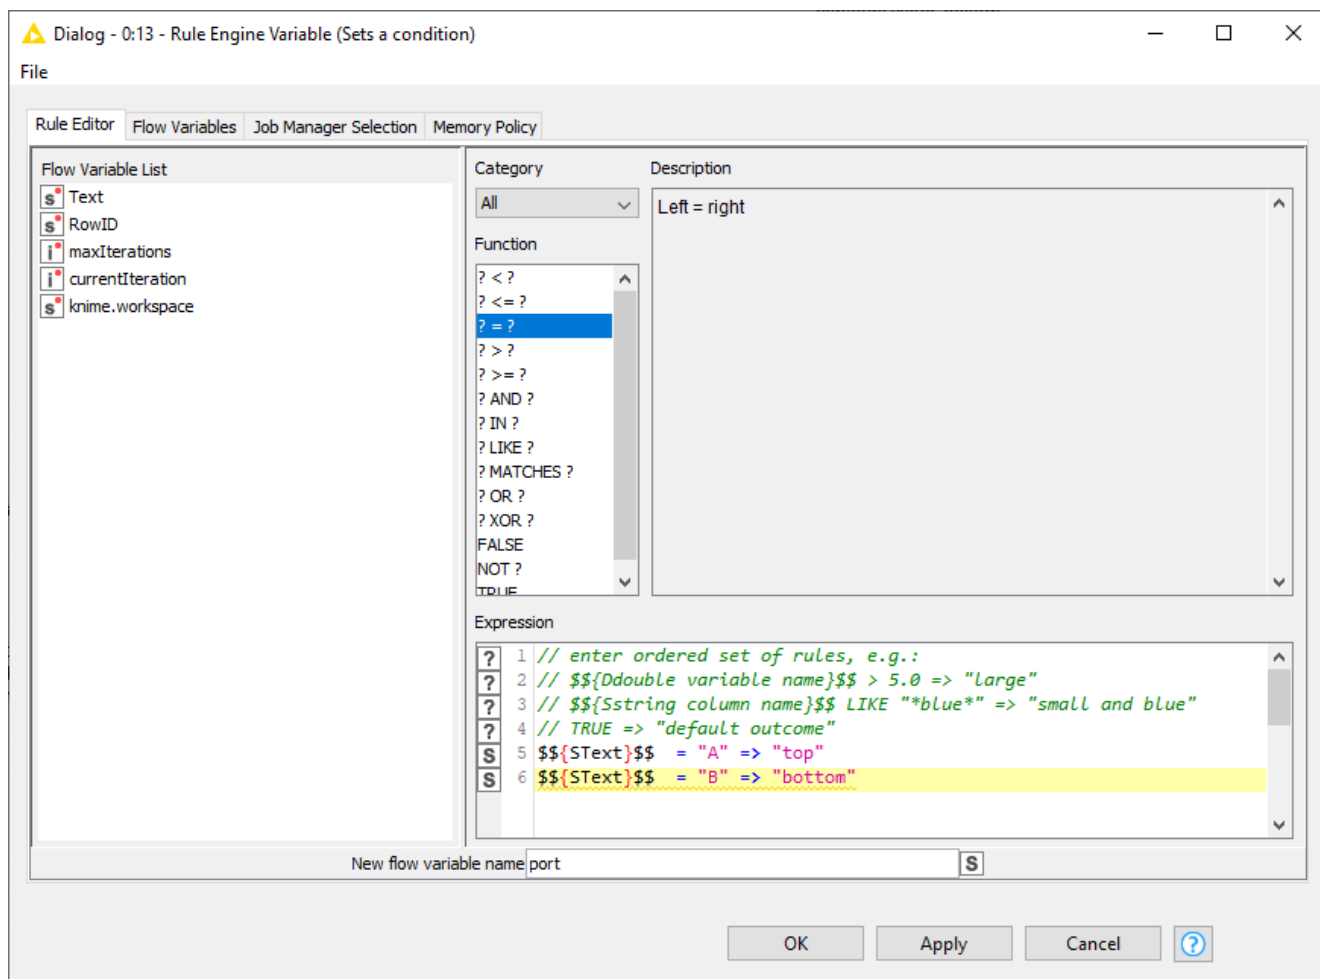 Dialog - 0:13 - Rule Engine Variable (Sets a condition)
File
Rule Editor Flow Variables Job Manager Selection Memory Policy
Flow Variable List
s Text
s RowID
i maxIterations
i currentIteration
s knime.workspace
Category
All
Function
? < ?
? <= ?
? = ?
? > ?
? >= ?
? AND ?
? IN ?
? LIKE ?
? MATCHES ?
? OR ?
? XOR ?
FALSE
NOT ?
TRUE
Description
Left = right
Expression
? 1 // enter ordered set of rules, e.g.:
? 2 // $${Ddouble variable name}$$ > 5.0 => "large"
? 3 // $${Sstring column name}$$ LIKE "*blue*" => "small and blue"
? 4 // TRUE => "default outcome"
S 5 $${SText}$$  = "A" => "top"
S 6 $${SText}$$  = "B" => "bottom"
New flow variable name port S
OK Apply Cancel ?